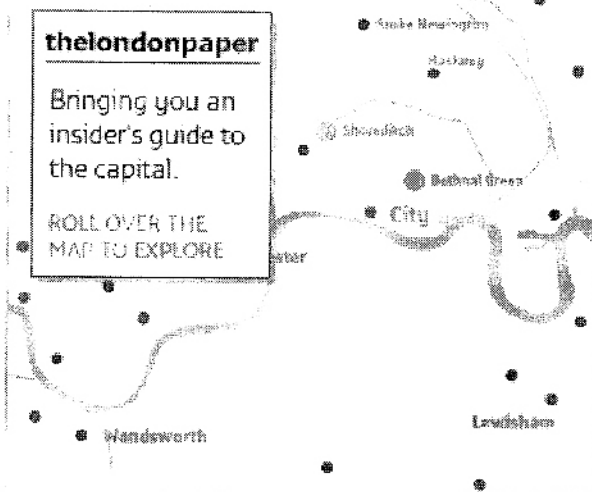 thelondonpaper
Bringing you an
insider's guide to
the capital.
ROLL OVER THE
MAP TO EXPLORE
Stoke Newington
Hackney
Shoreditch
Bethnal Green
City
Lewisham
Wandsworth